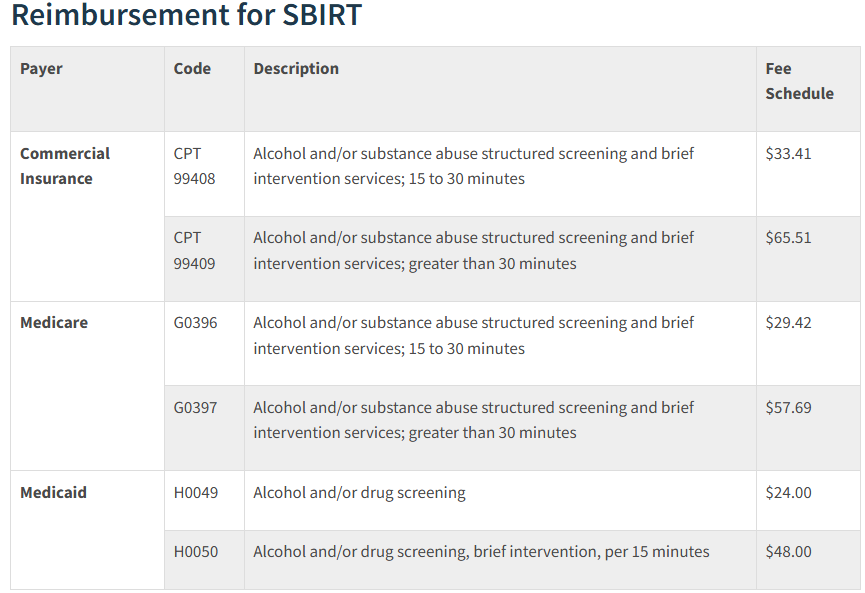 Reimbursement for SBIRT
Payer Code Description Fee
Schedule
Commercial CPT Alcohol and/or substance abuse structured screening and brief $33.41
Insurance 99408 intervention services; 15 to 30 minutes
CPT Alcohol and/or substance abuse structured screening and brief $65.51
99409 intervention services; greater than 30 minutes
Medicare G0396 Alcohol and/or substance abuse structured screening and brief $29.42
intervention services; 15 to 30 minutes
G0397 Alcohol and/or substance abuse structured screening and brief $57.69
intervention services; greater than 30 minutes
Medicaid H0049 Alcohol and/or drug screening $24.00
H0050 Alcohol and/or drug screening, brief intervention, per 15 minutes $48.00